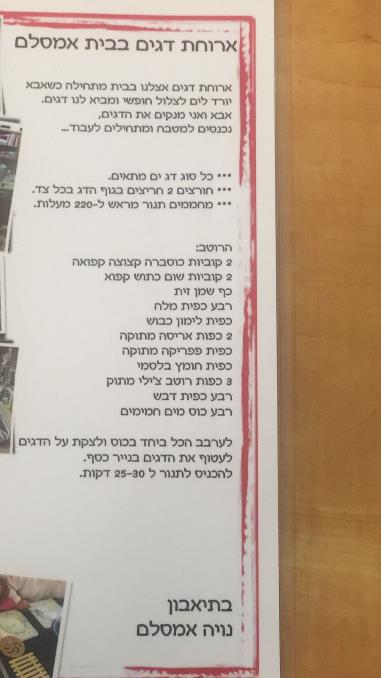 ארוחת דגים בבית אמסלם
ארוחת דגים אצלנו בבית מתחילה כשאבא
יורד לים לצלול חופשי ומביא לנו דגים.
אבא ואני מנקים את הדגים,
נכנסים למטבח ומתחילים לעבוד...
*** כל סוג דג ים מתאים.
*** חורצים 2 חריצים בגוף הדג בכל צד.
*** מחממים תנור מראש ל-220 מעלות.
הרוטב:
2 קוביות כוסברה קצוצה קפואה
2 קוביות שום כתוש קפוא
כף שמן זית
רבע כפית מלח
כפית לימון כבוש
2 כפות אריסה מתוקה
כפית פפריקה מתוקה
כפית חומץ בלסמי
3 כפות רוטב צ'ילי מתוק
רבע כפית דבש
רבע כוס מים חמימים
לערבב הכל ביחד בכוס ולצקת על הדגים
לעטוף את הדגים בנייר כסף.
להכניס לתנור ל 25-30 דקות.
בתיאבון
נויה אמסלם